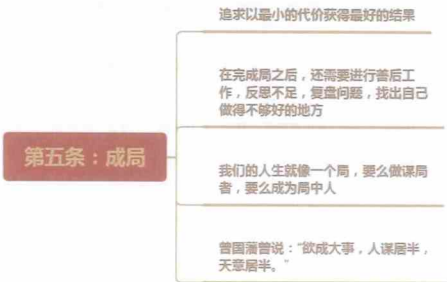 追求以最小的代价获得最好的结果
在完成局之后，还需要进行善后工
作，反思不足，复盘问题，找出自己
做得不够好的地方
第五条：成局
我们的人生就像一个局，要么做谋局
者，要么成为局中人
曾国藩曾说：“欲成大事，人谋居半，
天意居半。”